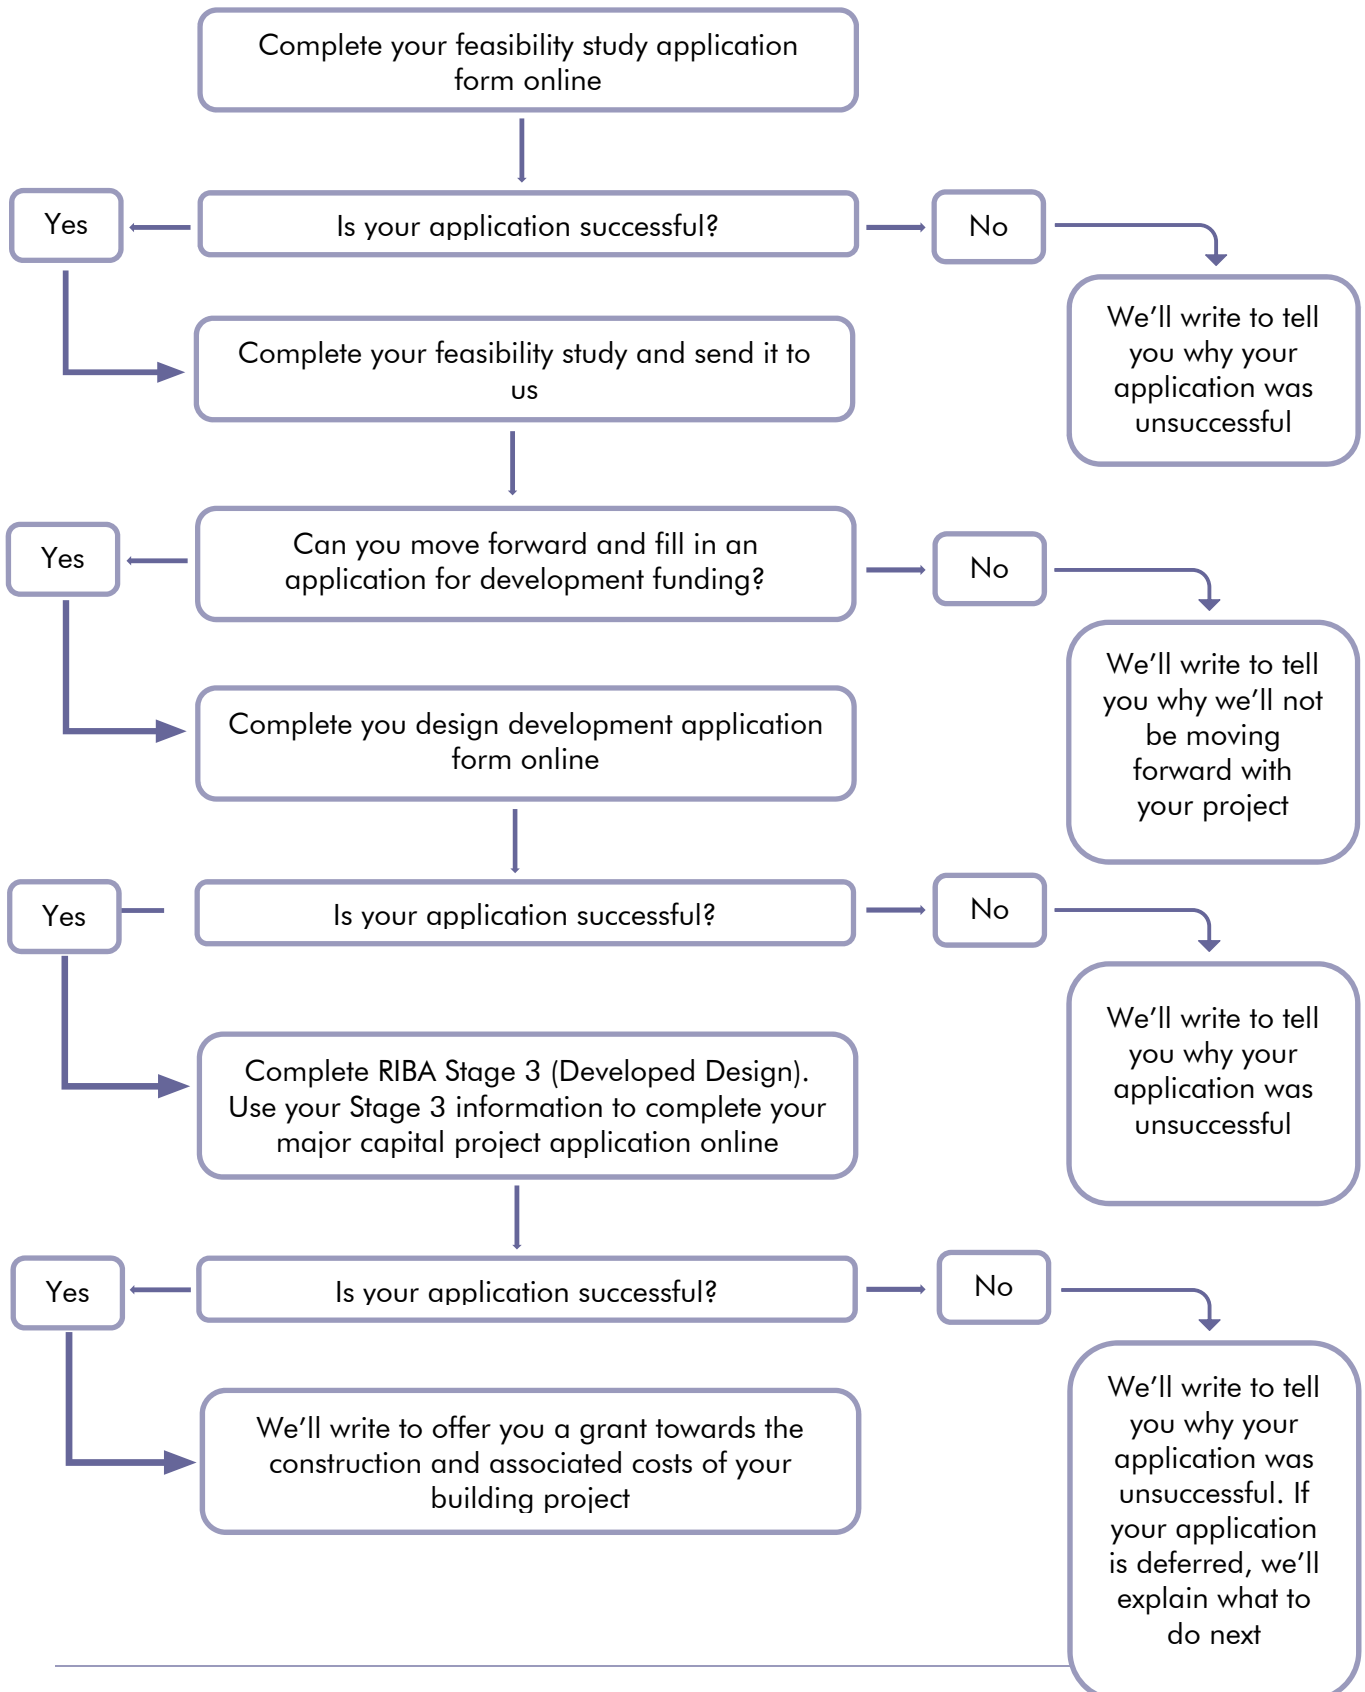 Complete your feasibility study application
form online
Yes
Is your application successful?
No
We'll write to tell
you why your
application was
unsuccessful
Complete your feasibility study and send it to
us
Yes
Can you move forward and fill in an
application for development funding?
No
We'll write to tell
you why we'll not
be moving
forward with
your project
Complete you design development application
form online
Yes
Is your application successful?
No
We'll write to tell
you why your
application was
unsuccessful
Complete RIBA Stage 3 (Developed Design).
Use your Stage 3 information to complete your
major capital project application online
Yes
Is your application successful?
No
We'll write to tell
you why your
application was
unsuccessful. If
your application
is deferred, we'll
explain what to
do next
We'll write to offer you a grant towards the
construction and associated costs of your
building project